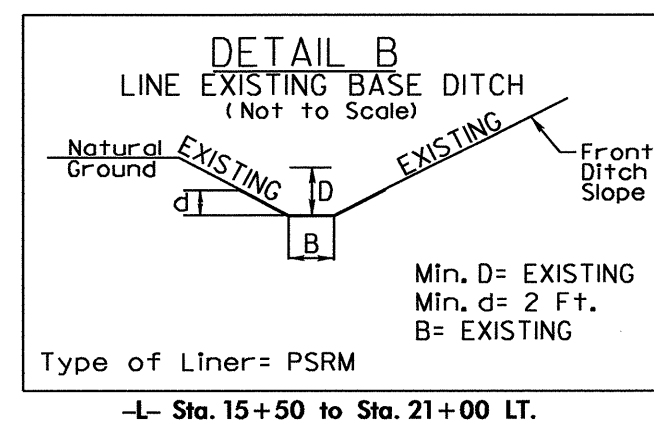 DETAIL B
LINE EXISTING BASE DITCH
(Not to Scale)
Natural
Ground
EXISTING
EXISTING
Front
Ditch
Slope
d
D
B
Min. D= EXISTING
Min. d= 2 Ft.
B= EXISTING
Type of Liner= PSRM
–L– Sta. 15+50 to Sta. 21+00 LT.